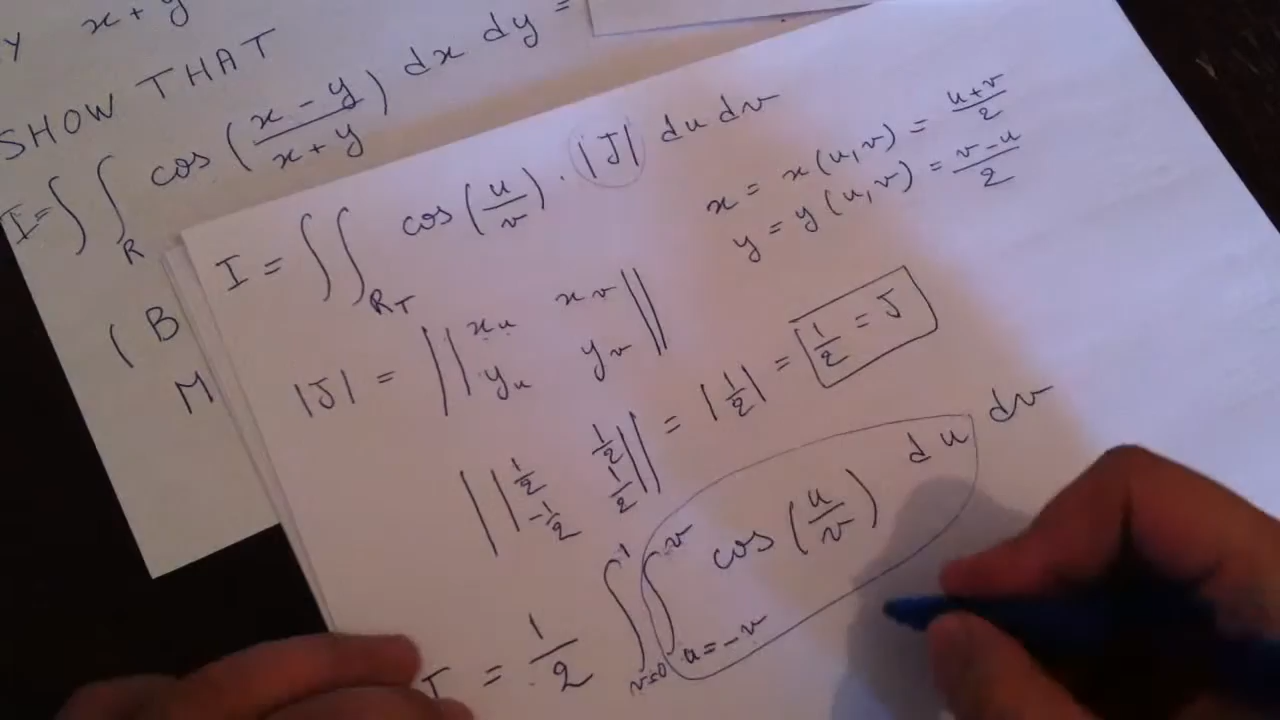 Y x + y
SHOW THAT
I = ∫∫_R cos (x - y / x + y) dx dy =
( B
M
I = ∫∫_{R_T} cos (u/v) · |J| du dv
x = x (u, v) = u+v/2
y = y (u, v) = v-u/2
|J| = || x_u x_v
y_u y_v ||
|| 1/2 1/2
-1/2 1/2 || = |1/2| = 1/2 = J
I = 1/2 ∫_{v=0}^{1} ∫_{u=-v}^{v} cos (u/v) du dv